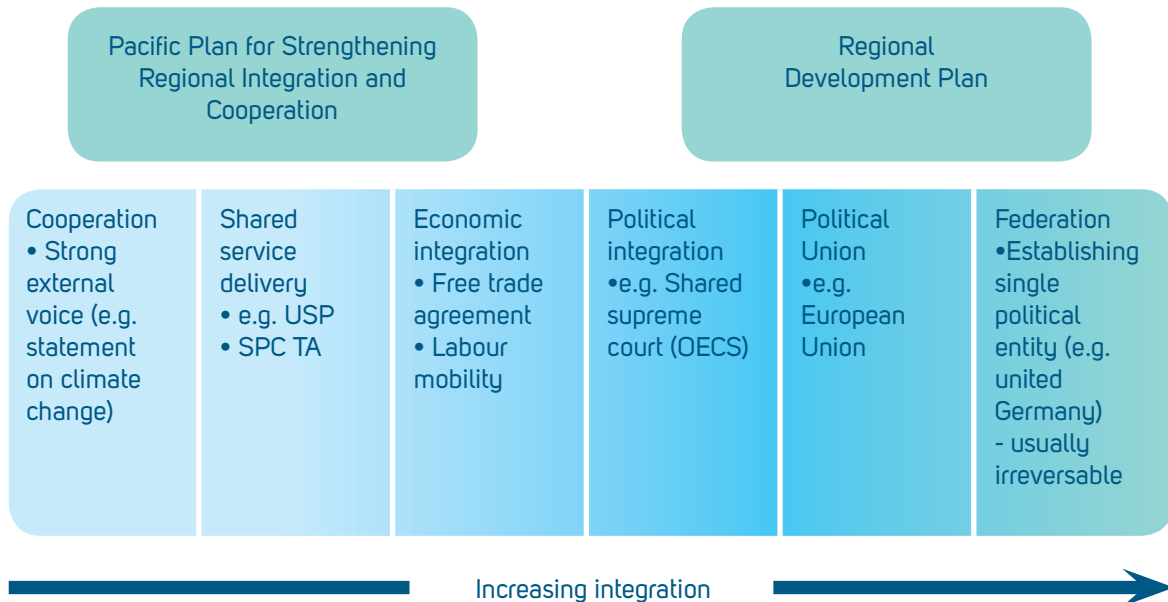 Pacific Plan for Strengthening
Regional Integration and
Cooperation
Regional
Development Plan
Cooperation
• Strong
external
voice (e.g.
statement
on climate
change)
Shared
service
delivery
• e.g. USP
• SPC TA
Economic
integration
• Free trade
agreement
• Labour
mobility
Political
integration
•e.g. Shared
supreme
court (OECS)
Political
Union
•e.g.
European
Union
Federation
•Establishing
single
political
entity (e.g.
united
Germany)
- usually
irreversable
Increasing integration